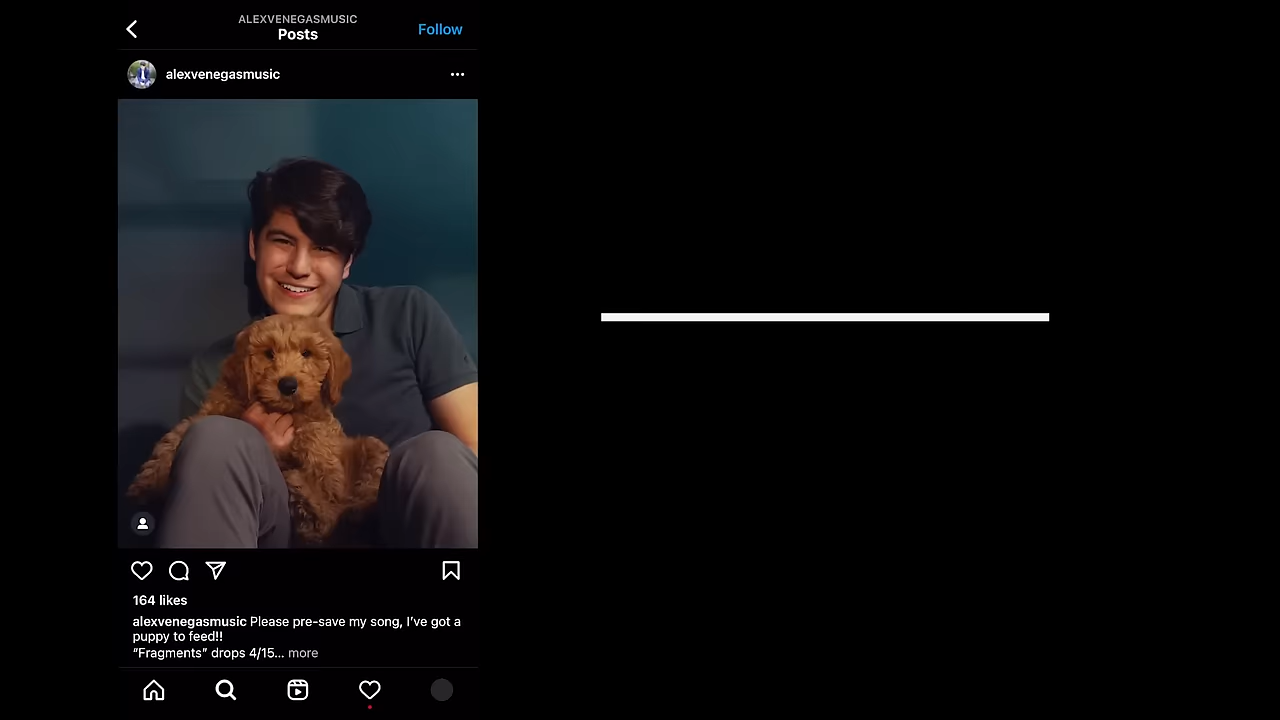 ALEXVENEGASMUSIC
Posts
Follow
alexvenegasmusic
164 likes
alexvenegasmusic Please pre-save my song, I’ve got a
puppy to feed!!
“Fragments” drops 4/15... more